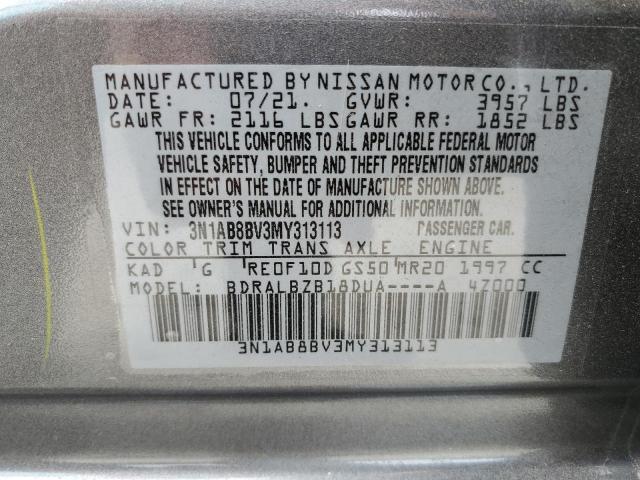 MANUFACTURED BY NISSAN MOTOR CO., LTD.
DATE: 07/21. GVWR: 3957 LBS
GAWR FR: 2116 LBS GAWR RR: 1852 LBS
THIS VEHICLE CONFORMS TO ALL APPLICABLE FEDERAL MOTOR
VEHICLE SAFETY, BUMPER AND THEFT PREVENTION STANDARDS
IN EFFECT ON THE DATE OF MANUFACTURE SHOWN ABOVE.
SEE OWNER'S MANUAL FOR ADDITIONAL INFORMATION.
VIN: 3N1AB8BV3MY313113 PASSENGER CAR.
COLOR TRIM TRANS AXLE ENGINE
KAD G RE0F10D GS50 MR20 1997 CC
MODEL: BDRALBZB18DUA----A 4Z000
3N1AB8BV3MY313113